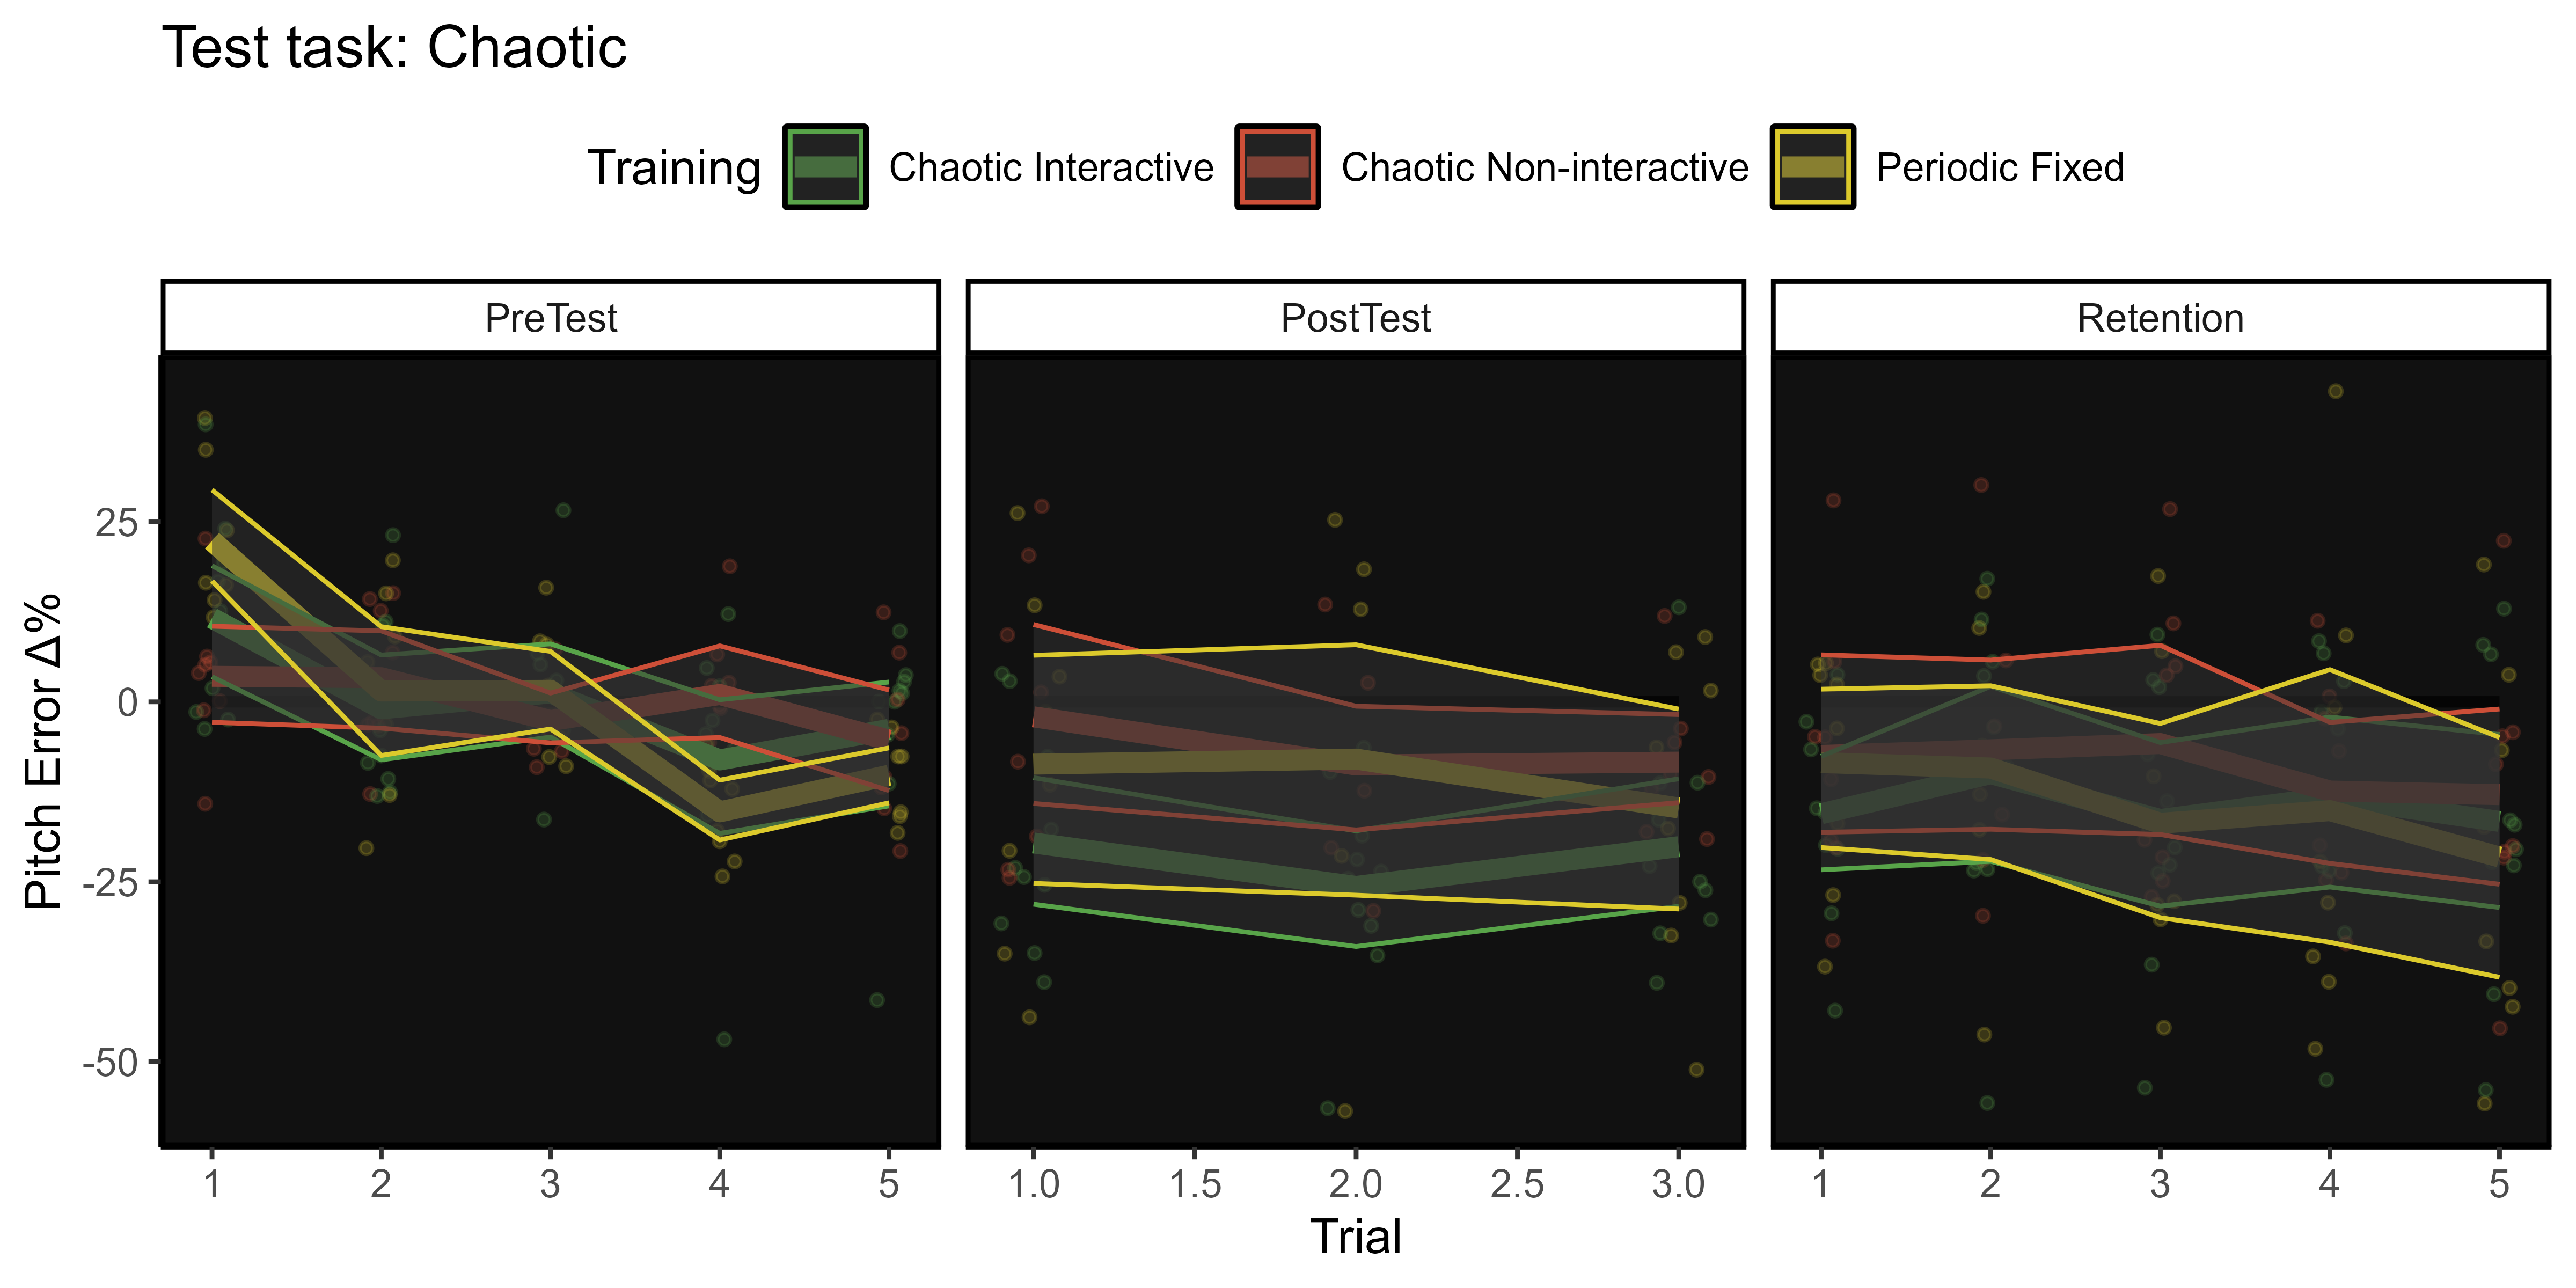 Test task: Chaotic
Training Chaotic Interactive Chaotic Non-interactive Periodic Fixed
PreTest PostTest Retention
Pitch Error Δ%
25
0
-25
-50
1 2 3 4 5 1.0 1.5 2.0 2.5 3.0 1 2 3 4 5
Trial